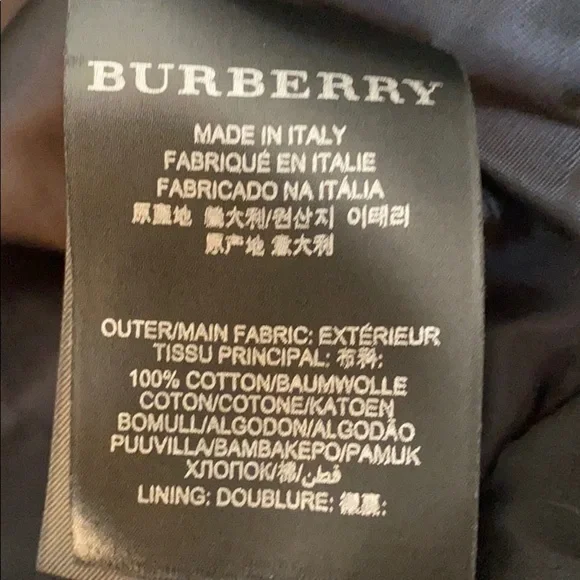 BURBERRY
MADE IN ITALY
FABRIQUÉ EN ITALIE
FABRICADO NA ITÁLIA
原產地 義大利/원산지 이태리
原产地 意大利
OUTER/MAIN FABRIC: EXTÉRIEUR
TISSU PRINCIPAL: 布料:
100% COTTON/BAUMWOLLE
COTON/COTONE/KATOEN
BOMULL/ALGODON/ALGODÃO
PUUVILLA/BAMBAKEPO/PAMUK
ХЛОПОК/棉/قطن
LINING: DOUBLURE: